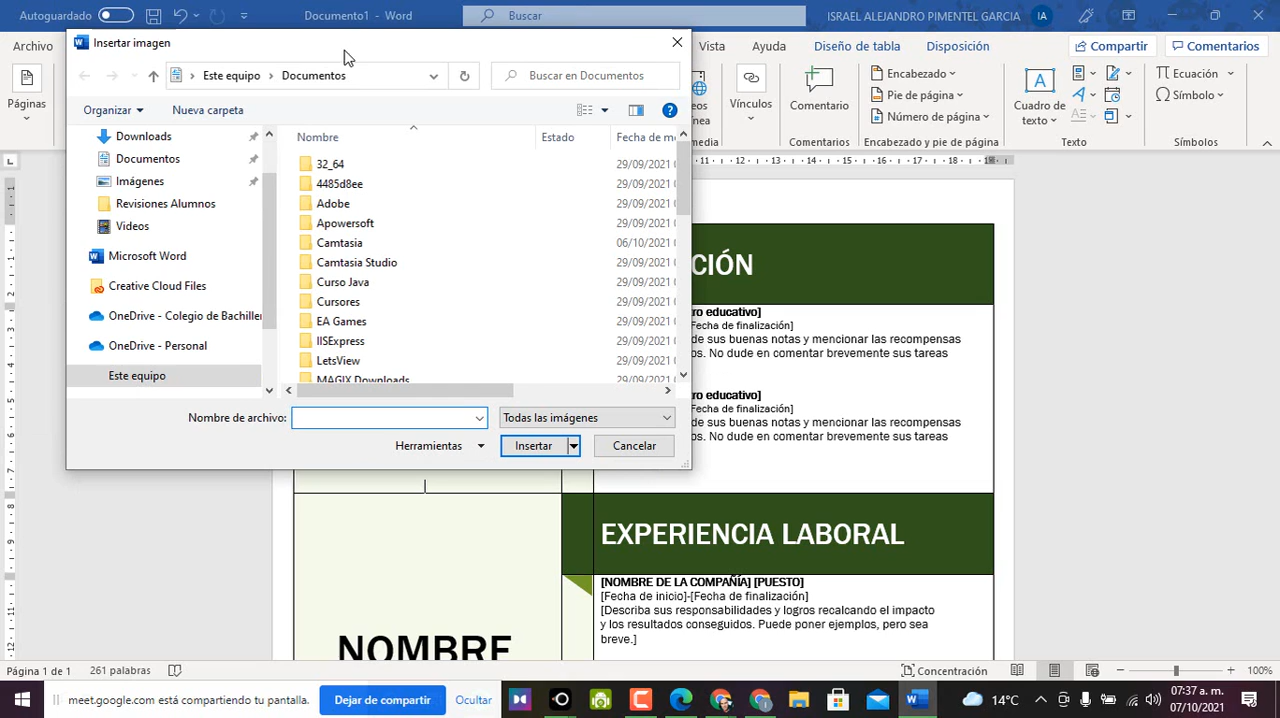 Autoguardado
Documento1 - Word
Buscar
ISRAEL ALEJANDRO PIMENTEL GARCIA
IA
Archivo
Vista
Ayuda
Diseño de tabla
Disposición
Compartir
Comentarios
Páginas
Vínculos
Comentario
Encabezado
Pie de página
Número de página
Cuadro de
texto
Ecuación
Símbolo
Comentarios
Encabezado y pie de página
Texto
Símbolos
Insertar imagen
Este equipo
Documentos
Buscar en Documentos
Organizar
Nueva carpeta
Downloads
Documentos
Imágenes
Revisiones Alumnos
Videos
Microsoft Word
Creative Cloud Files
OneDrive - Colegio de Bachiller
OneDrive - Personal
Este equipo
Nombre
Estado
Fecha de m
32_64
29/09/2021
4485d8ee
29/09/2021
Adobe
29/09/2021
Apowersoft
29/09/2021
Camtasia
06/10/2021
Camtasia Studio
29/09/2021
Curso Java
29/09/2021
Cursores
29/09/2021
EA Games
29/09/2021
IISExpress
29/09/2021
LetsView
29/09/2021
MAGIX Downloads
29/09/2021
Nombre de archivo:
Todas las imágenes
Herramientas
Insertar
Cancelar
11 12 13 14 15 16 17 18 19
CIÓN
ro educativo]
Fecha de finalización]
de sus buenas notas y mencionar las recompensas
os. No dude en comentar brevemente sus tareas
ro educativo]
Fecha de finalización]
de sus buenas notas y mencionar las recompensas
os. No dude en comentar brevemente sus tareas
EXPERIENCIA LABORAL
[NOMBRE DE LA COMPAÑÍA] [PUESTO]
[Fecha de inicio]-[Fecha de finalización]
[Describa sus responsabilidades y logros recalcando el impacto
y los resultados conseguidos. Puede poner ejemplos, pero sea
breve.]
NOMBRE
Página 1 de 1
261 palabras
Concentración
100%
meet.google.com está compartiendo tu pantalla.
Dejar de compartir
Ocultar
14°C
07:37 a. m.
07/10/2021